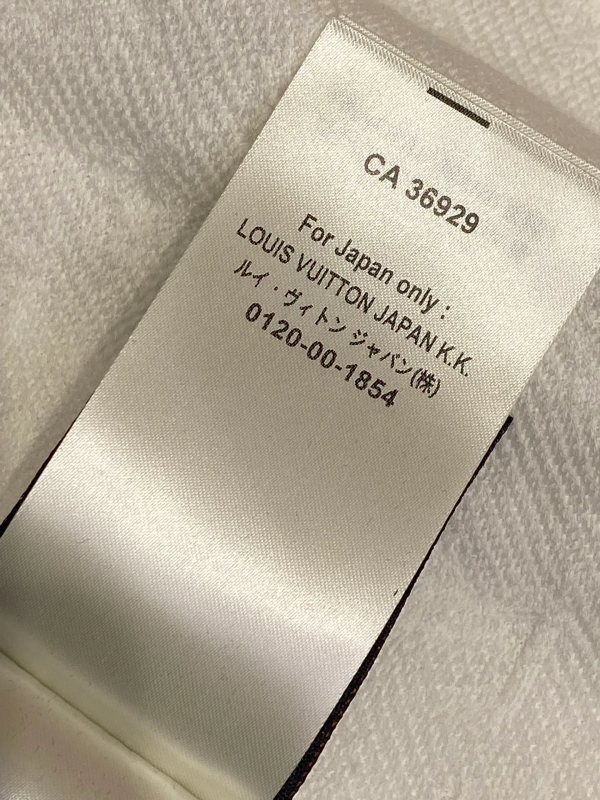 CA 36929
For Japan only :
LOUIS VUITTON JAPAN K.K.
ルイ・ヴィトン ジャパン(株)
0120-00-1854